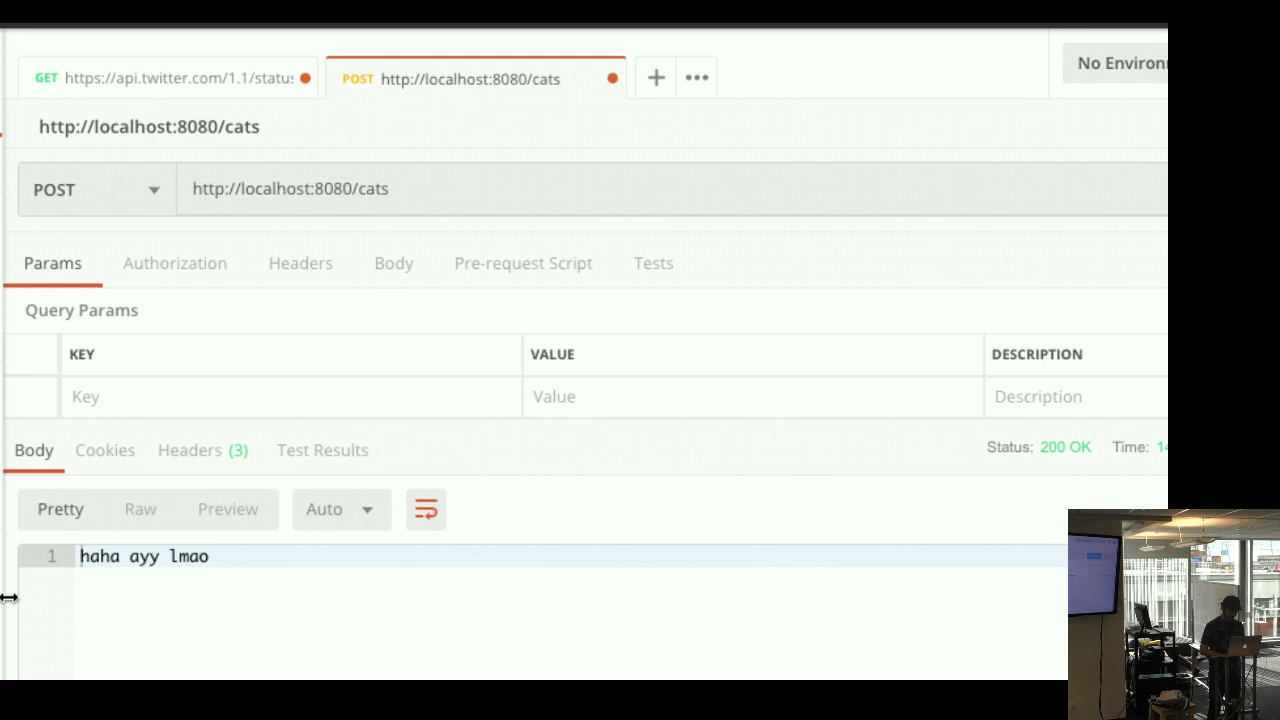 GET https://api.twitter.com/1.1/status
POST http://localhost:8080/cats
No Environ
http://localhost:8080/cats
POST http://localhost:8080/cats
Params Authorization Headers Body Pre-request Script Tests
Query Params
KEY VALUE DESCRIPTION
Key Value Description
Body Cookies Headers (3) Test Results Status: 200 OK Time: 14
Pretty Raw Preview Auto
1 haha ayy lmao